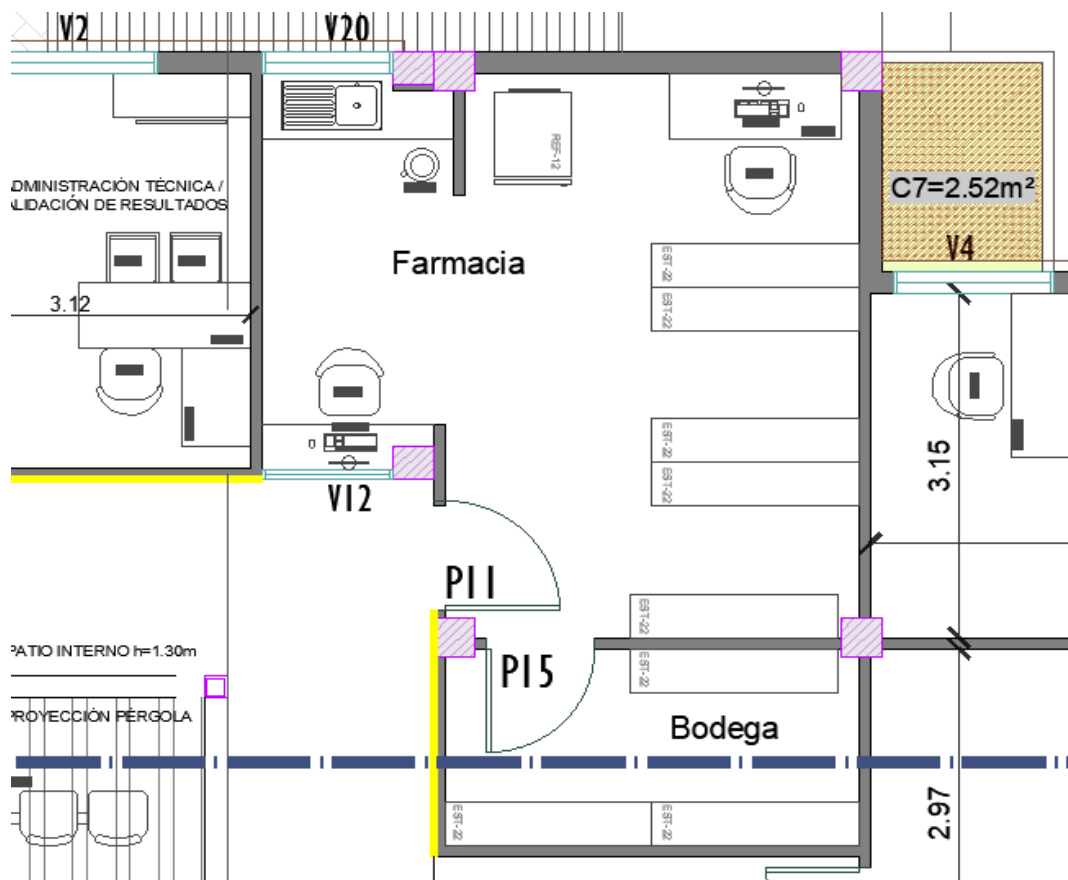 V2
V20
REF-12
ADMINISTRACIÓN TÉCNICA /
ALIDACIÓN DE RESULTADOS
C7=2.52m²
V4
Farmacia
EST-22
EST-22
3.12
EST-22
EST-22
3.15
V12
P11
EST-22
PATIO INTERNO h=1.30m
P15
EST-22
PROYECCIÓN PÉRGOLA
Bodega
EST-22
EST-22
2.97